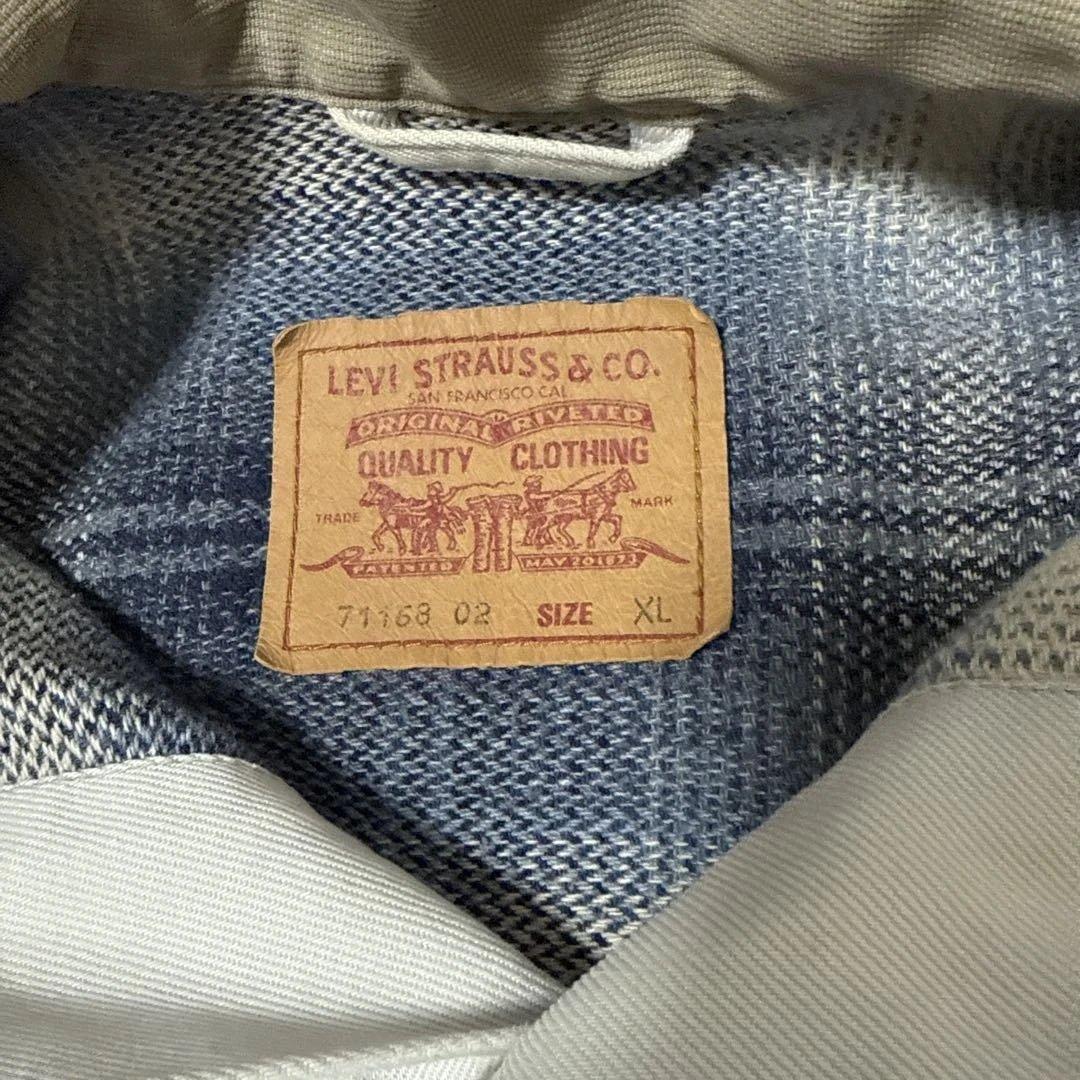 LEVI STRAUSS & CO.
SAN FRANCISCO CAL
ORIGINAL RIVETED
QUALITY CLOTHING
TRADE MARK
PATENTED MAY 20 1873
71168 02 SIZE XL